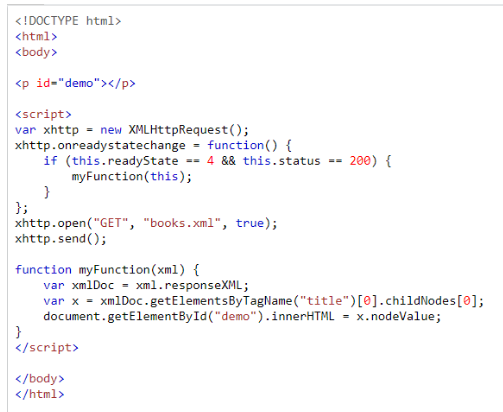 <!DOCTYPE html>
<html>
<body>
<p id="demo"></p>
<script>
var xhttp = new XMLHttpRequest();
xhttp.onreadystatechange = function() {
    if (this.readyState == 4 && this.status == 200) {
        myFunction(this);
    }
};
xhttp.open("GET", "books.xml", true);
xhttp.send();
function myFunction(xml) {
    var xmlDoc = xml.responseXML;
    var x = xmlDoc.getElementsByTagName("title")[0].childNodes[0];
    document.getElementById("demo").innerHTML = x.nodeValue;
}
</script>
</body>
</html>